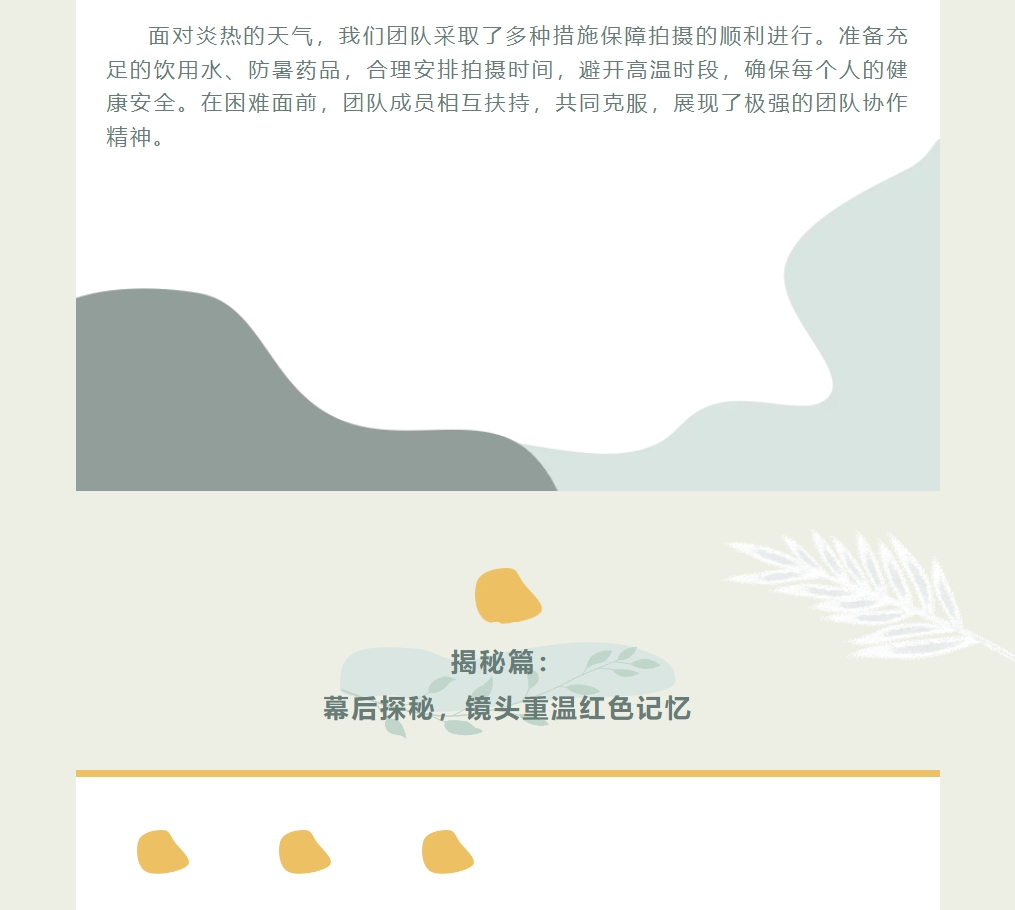 面对炎热的天气，我们团队采取了多种措施保障拍摄的顺利进行。准备充
足的饮用水、防暑药品，合理安排拍摄时间，避开高温时段，确保每个人的健
康安全。在困难面前，团队成员相互扶持，共同克服，展现了极强的团队协作
精神。
揭秘篇：
幕后探秘，镜头重温红色记忆